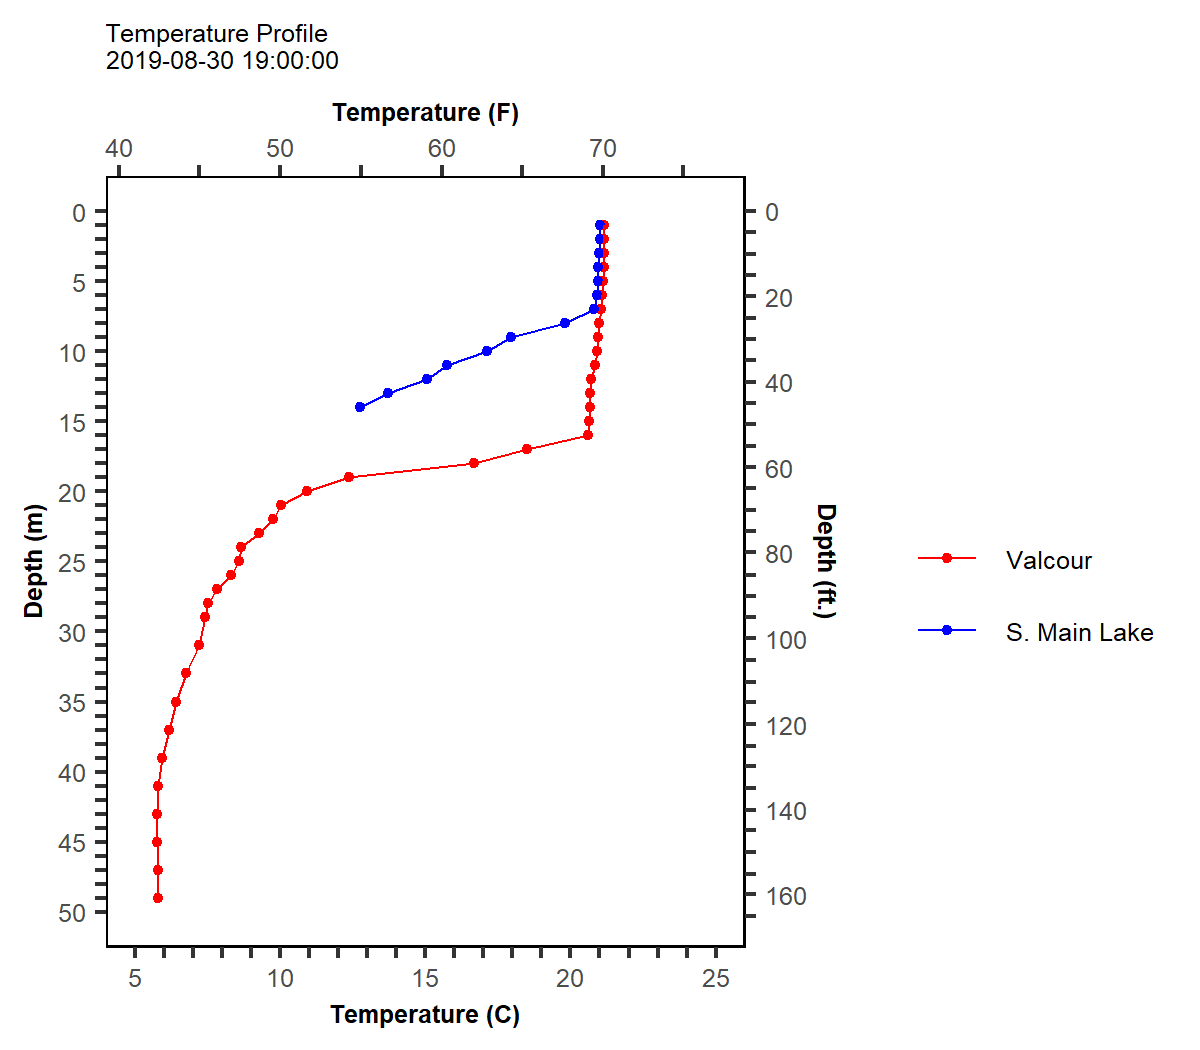 Temperature Profile
2019-08-30 19:00:00
Temperature (F)
40 50 60 70
0
5
10
15
20
25
30
35
40
45
50
Depth (m)
0
20
40
60
80
100
120
140
160
Depth (ft.)
Valcour
S. Main Lake
5 10 15 20 25
Temperature (C)